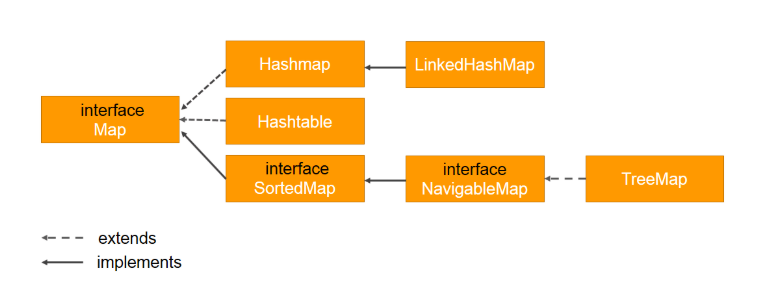 Hashmap
LinkedHashMap
interface
Map
Hashtable
interface
SortedMap
interface
NavigableMap
TreeMap
extends
implements